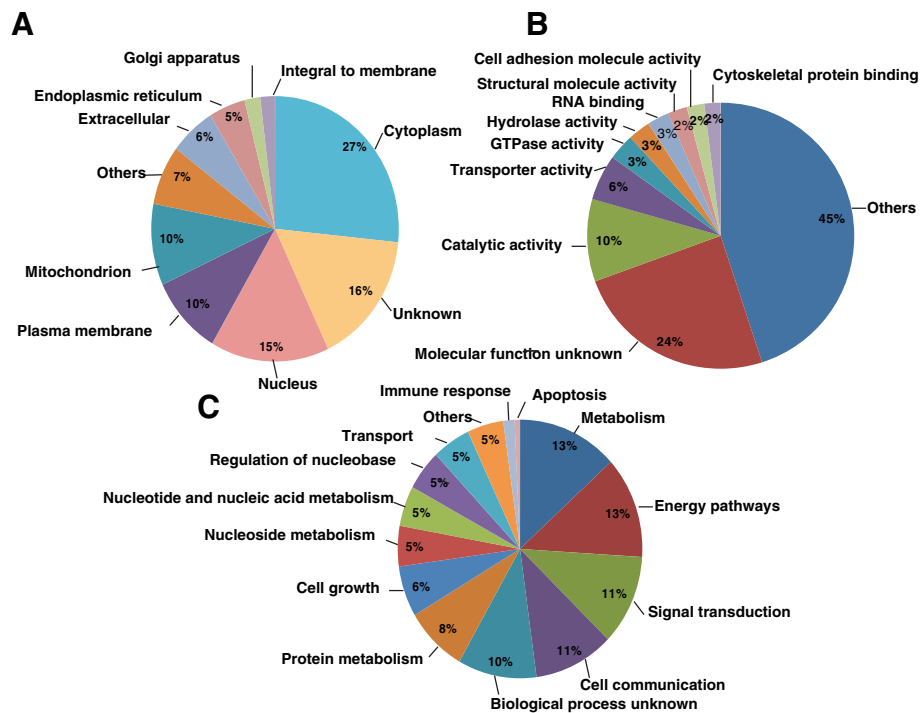 A
Golgi apparatus
Integral to membrane
Endoplasmic reticulum
Extracellular
Others
Mitochondrion
Plasma membrane
Nucleus
Unknown
Cytoplasm
5%
6%
7%
10%
10%
15%
16%
27%
B
Cell adhesion molecule activity
Cytoskeletal protein binding
Structural molecule activity
RNA binding
Hydrolase activity
GTPase activity
Transporter activity
Catalytic activity
Molecular function unknown
Others
2%
2%
2%
3%
3%
3%
6%
10%
24%
45%
C
Immune response
Apoptosis
Others
Metabolism
Transport
Regulation of nucleobase
Energy pathways
Nucleotide and nucleic acid metabolism
Nucleoside metabolism
Cell growth
Signal transduction
Protein metabolism
Cell communication
Biological process unknown
5%
13%
5%
5%
13%
5%
5%
6%
11%
8%
11%
10%